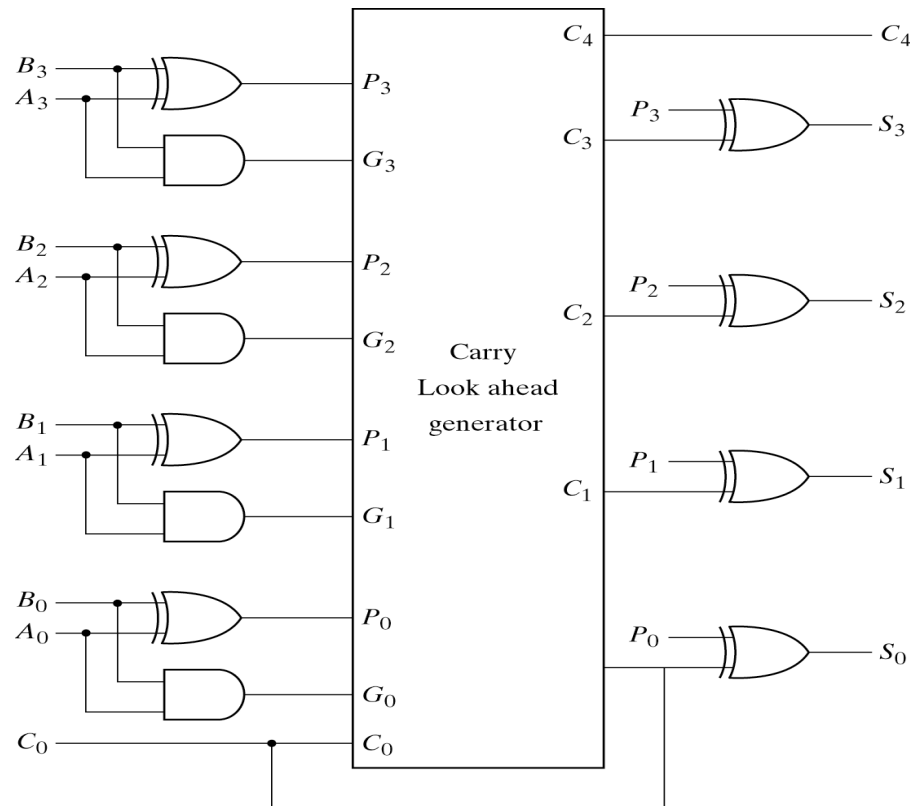 B₃
A₃
P₃
G₃
B₂
A₂
P₂
G₂
B₁
A₁
P₁
G₁
B₀
A₀
P₀
G₀
C₀
C₀
Carry
Look ahead
generator
C₄
C₄
P₃
C₃
S₃
P₂
C₂
S₂
P₁
C₁
S₁
P₀
S₀